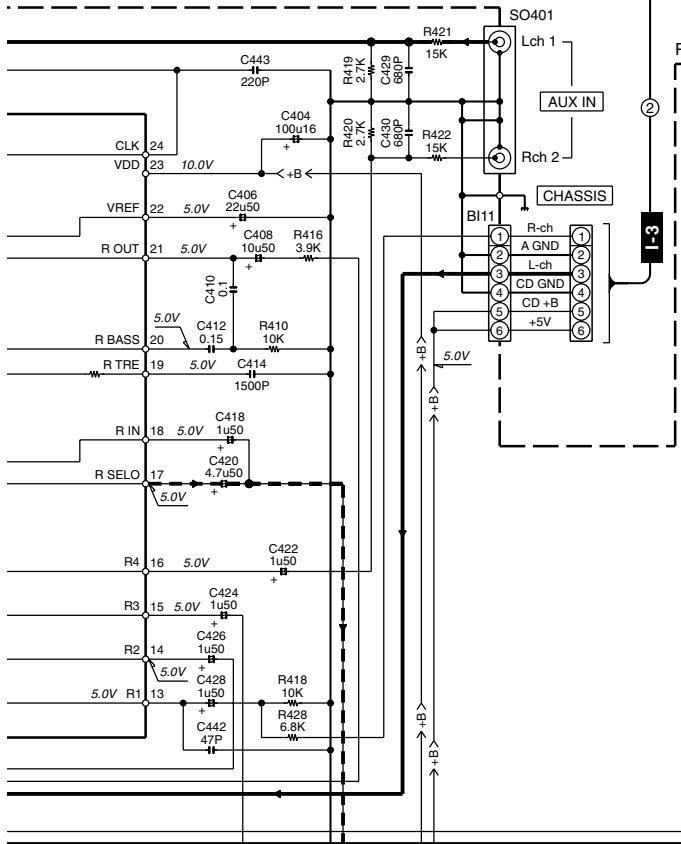 SO401
R421
15K
Lch 1
AUX IN
Rch 2
R419
2.7K
C429
680P
R420
2.7K
C430
680P
R422
15K
C443
220P
C404
100u16
+
CLK 24
VDD 23 10.0V
+B
2
CHASSIS
I-3
BI11
1 R-ch 1
2 A GND 2
3 L-ch 3
4 CD GND 4
5 CD +B 5
6 +5V 6
VREF 22 5.0V
C406
22u50
+
R OUT 21 5.0V
C408
10u50
+
R416
3.9K
C410
0.1
5.0V
R BASS 20
C412
0.15
R410
10K
R TRE 19 5.0V
C414
1500P
+B
5.0V
+B
R IN 18 5.0V
C418
1u50
+
R SELO 17
C420
4.7u50
+
5.0V
R4 16 5.0V
C422
1u50
+
R3 15 5.0V
C424
1u50
+
R2 14
C426
1u50
+
5.0V
5.0V R1 13
C428
1u50
+
R418
10K
R428
6.8K
C442
47P
+B
+B